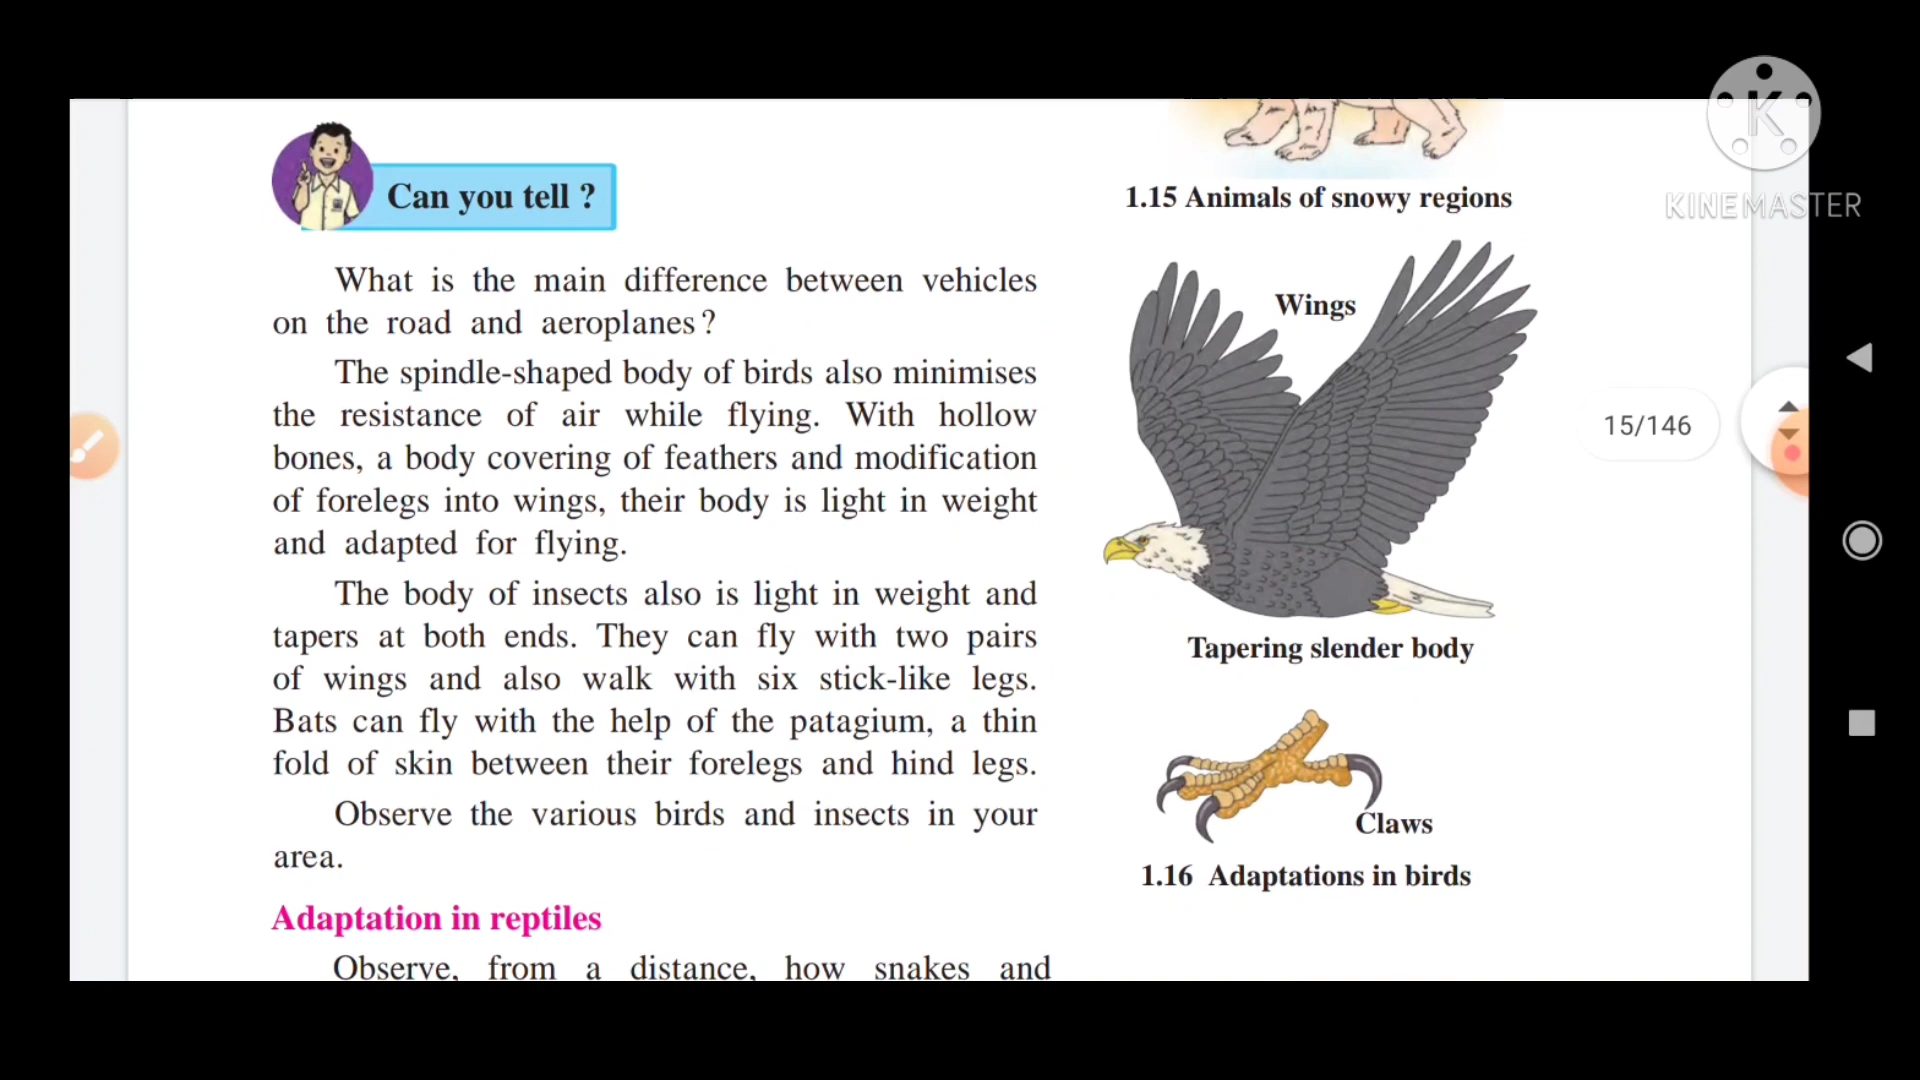 Can you tell ?
What is the main difference between vehicles
on the road and aeroplanes ?
The spindle-shaped body of birds also minimises
the resistance of air while flying. With hollow
bones, a body covering of feathers and modification
of forelegs into wings, their body is light in weight
and adapted for flying.
The body of insects also is light in weight and
tapers at both ends. They can fly with two pairs
of wings and also walk with six stick-like legs.
Bats can fly with the help of the patagium, a thin
fold of skin between their forelegs and hind legs.
Observe the various birds and insects in your
area.
Adaptation in reptiles
Observe, from a distance, how snakes and
1.15 Animals of snowy regions
Wings
Tapering slender body
Claws
1.16 Adaptations in birds
15/146
K
KINEMASTER